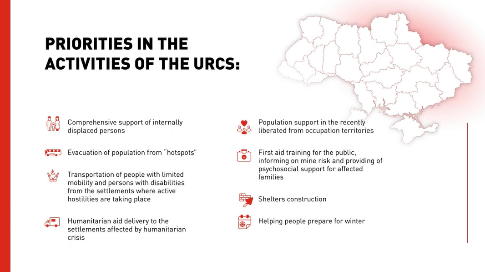 PRIORITIES IN THE
ACTIVITIES OF THE URCS:
Comprehensive support of internally
displaced persons
Evacuation of population from "hotspots"
Transportation of people with limited
mobility and persons with disabilities
from the settlements where active
hostilities are taking place
Humanitarian aid delivery to the
settlements affected by humanitarian
crisis
Population support in the recently
liberated from occupation territories
First aid training for the public,
informing on mine risk and providing of
psychosocial support for affected
families
Shelters construction
Helping people prepare for winter